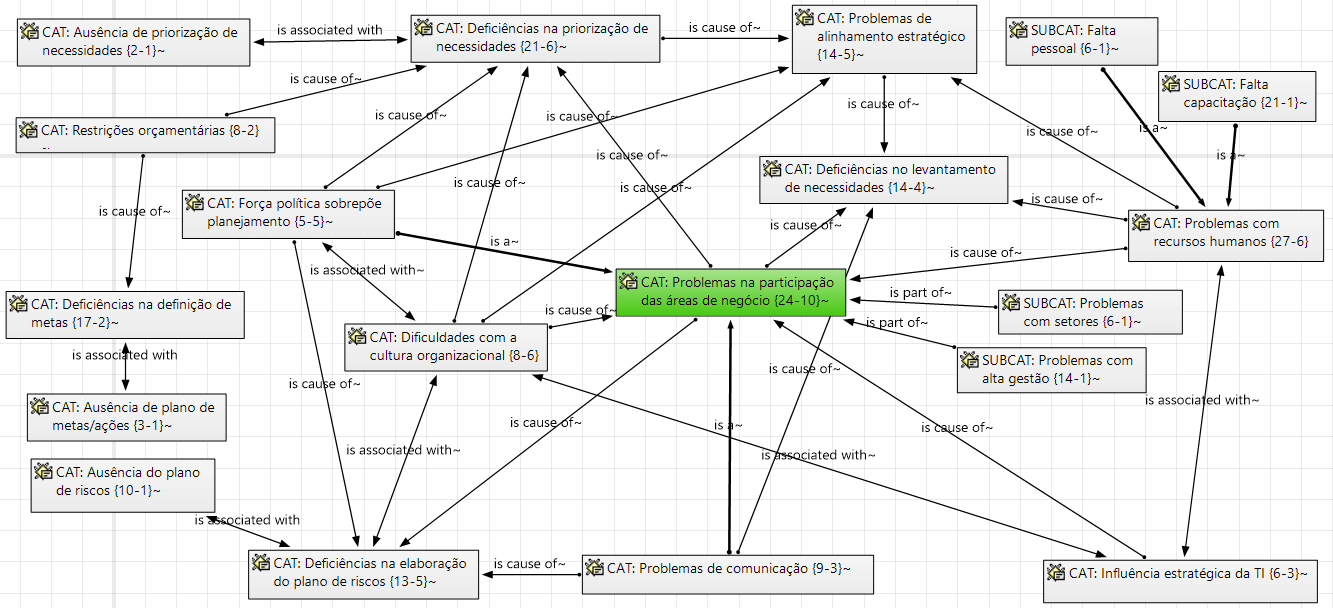 CAT: Ausência de priorização de
necessidades {2-1}~
is associated with
CAT: Deficiências na priorização de
necessidades {21-6}~
is cause of~
CAT: Problemas de
alinhamento estratégico
{14-5}~
SUBCAT: Falta
pessoal {6-1}~
SUBCAT: Falta
capacitação {21-1}~
is cause of~
is cause of~
is cause of~
is cause of~
is cause of~
is a~
CAT: Restrições orçamentárias {8-2}
~
is cause of~
is a~
is cause of~
is cause of~
CAT: Deficiências no levantamento
de necessidades {14-4}~
is cause of~
is cause of~
CAT: Força política sobrepõe
planejamento {5-5}~
is a~
is cause of~
CAT: Problemas com
recursos humanos {27-6}
is cause of~
is associated with~
CAT: Problemas na participação
das áreas de negócio {24-10}~
is part of~
SUBCAT: Problemas
com setores {6-1}~
CAT: Deficiências na definição de
metas {17-2}~
is cause of~
is part of~
CAT: Dificuldades com a
cultura organizacional {8-6}
is associated with
is cause of~
is cause of~
SUBCAT: Problemas com
alta gestão {14-1}~
CAT: Ausência de plano de
metas/ações {3-1}~
is associated with~
is cause of~
is a~
is cause of~
is associated with~
is associated with~
CAT: Ausência do plano
de riscos {10-1}~
is associated with
CAT: Deficiências na elaboração
do plano de riscos {13-5}~
is cause of~
CAT: Problemas de comunicação {9-3}~
CAT: Influência estratégica da TI {6-3}~